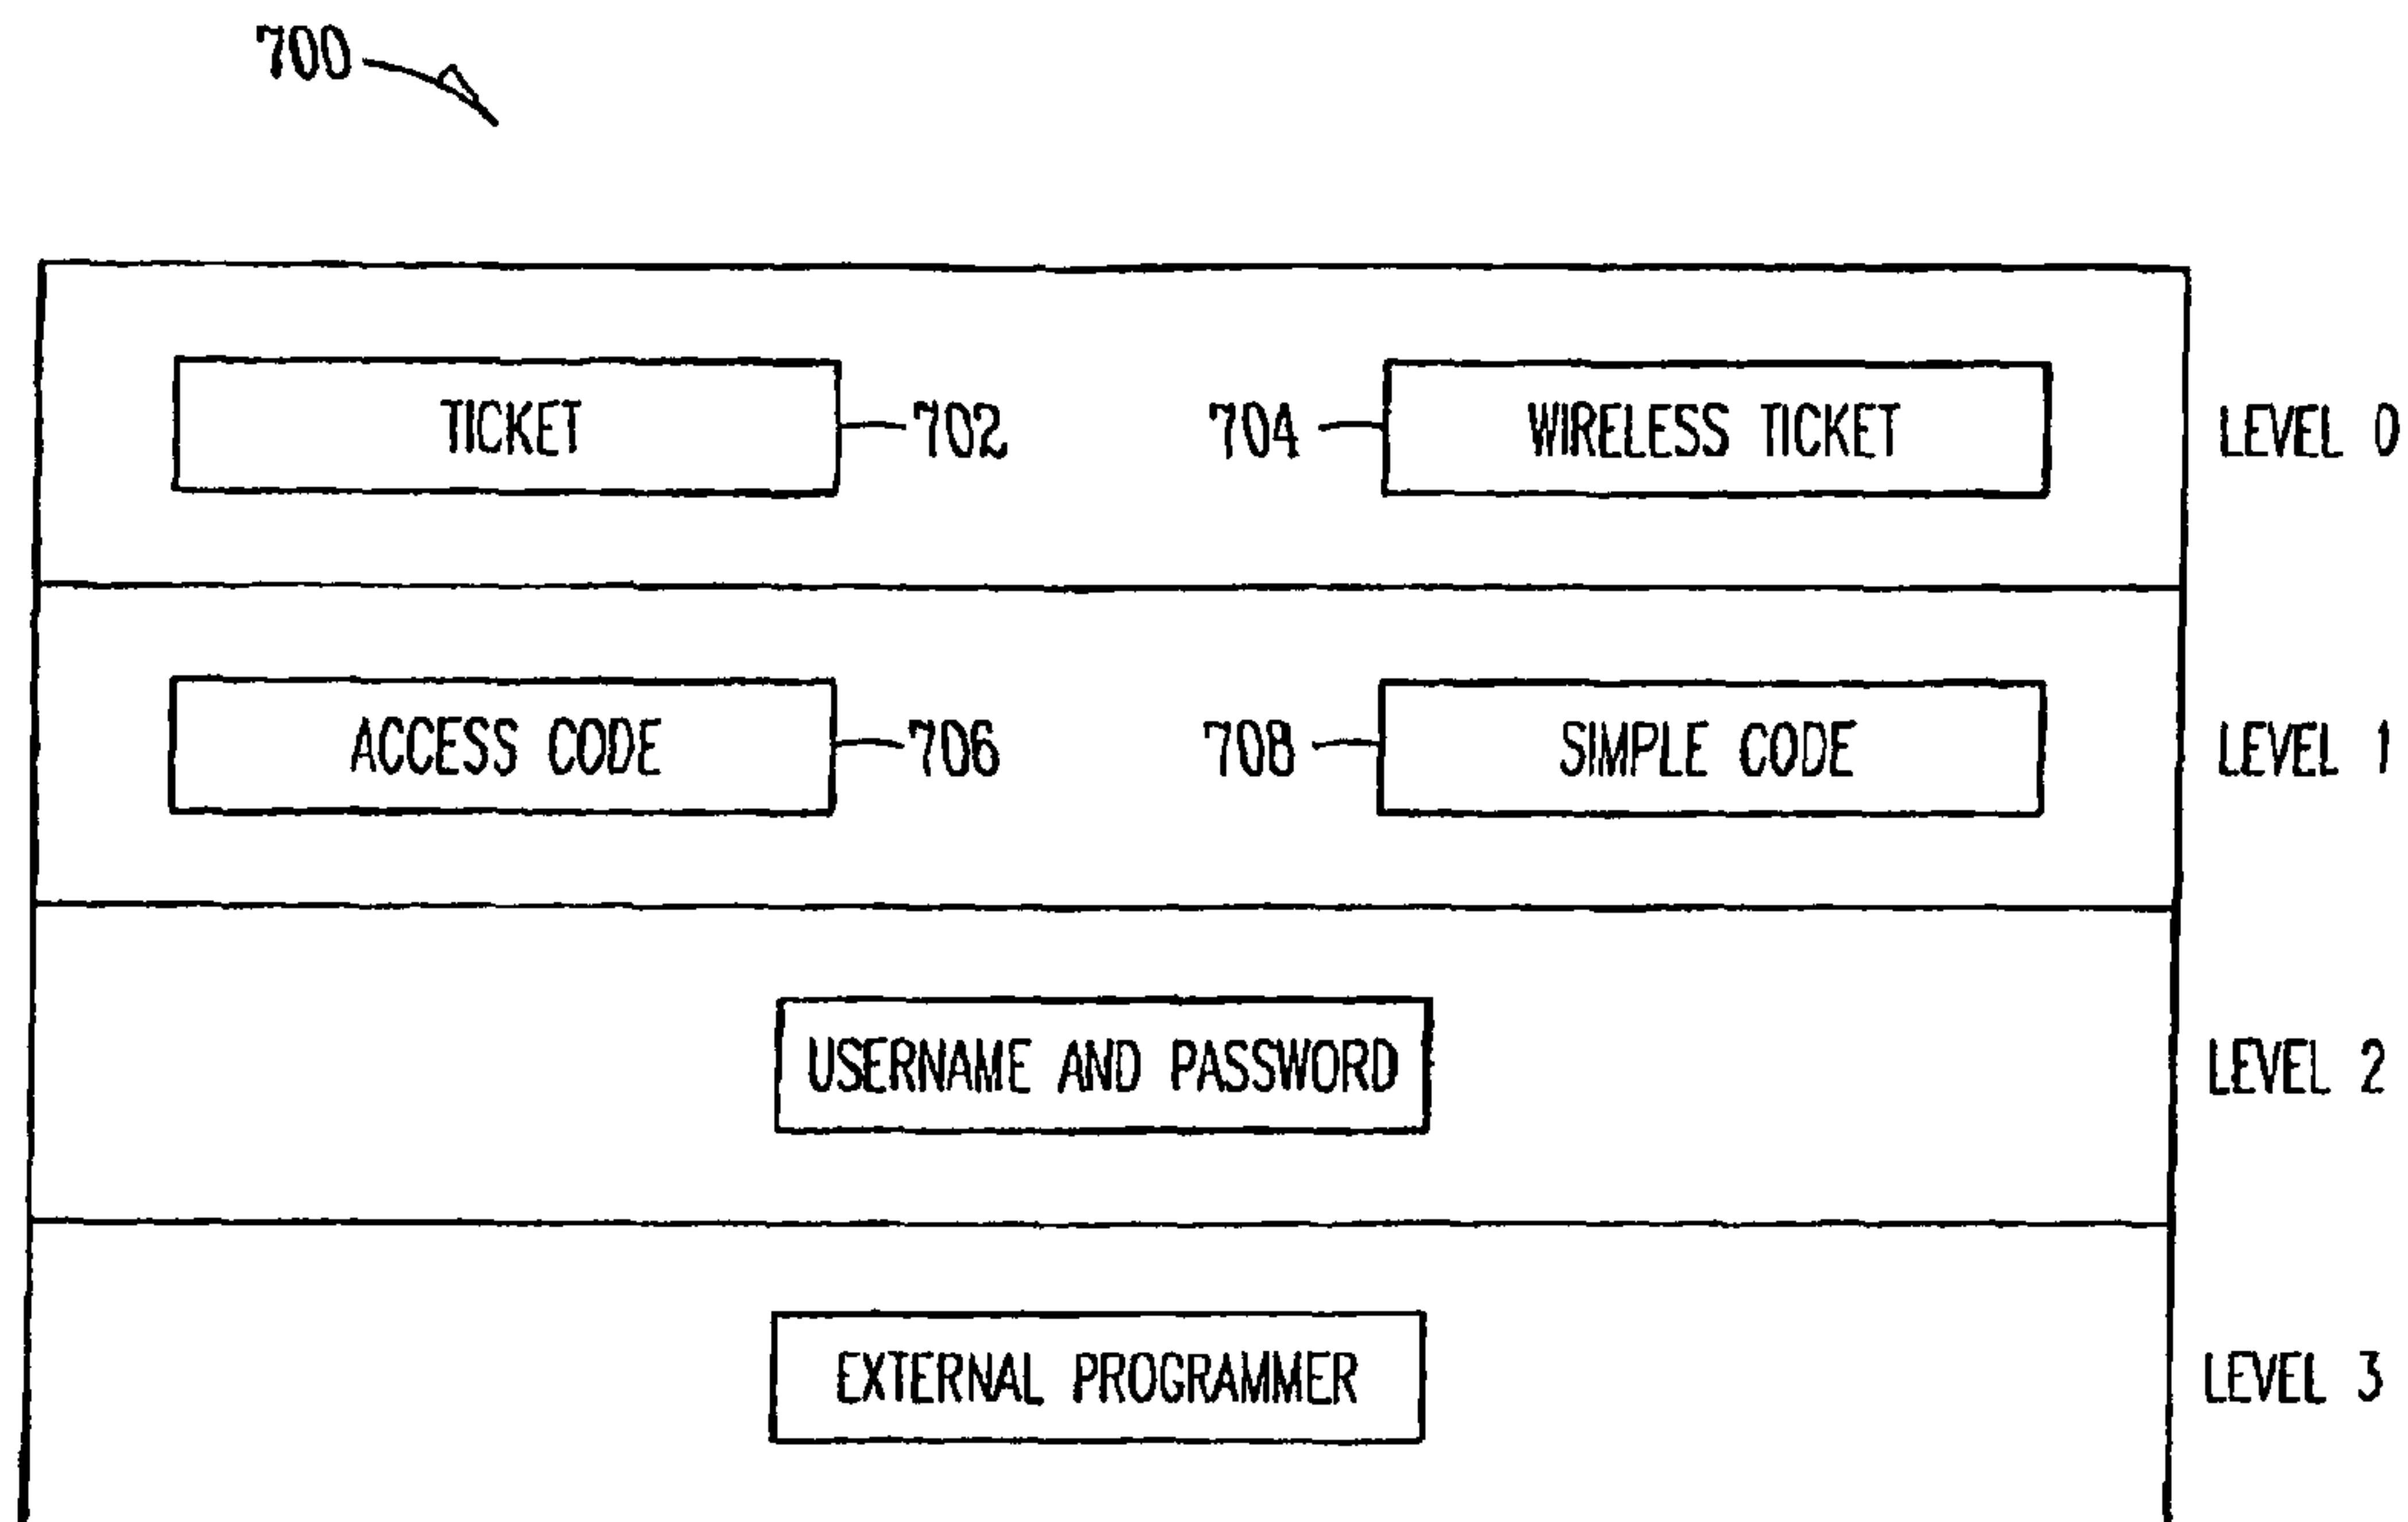 700
TICKET 702 704 WIRELESS TICKET LEVEL 0
ACCESS CODE 706 708 SIMPLE CODE LEVEL 1
USERNAME AND PASSWORD LEVEL 2
EXTERNAL PROGRAMMER LEVEL 3